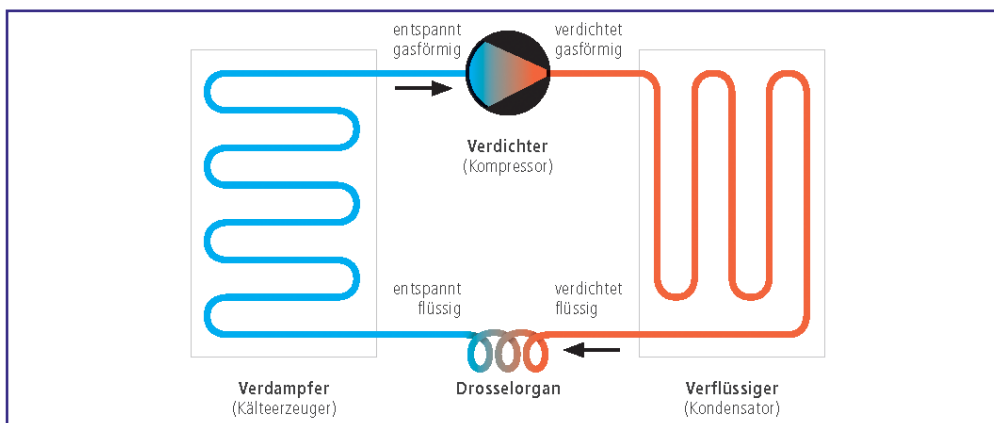 entspannt
gasförmig
verdichtet
gasförmig
Verdichter
(Kompressor)
entspannt
flüssig
verdichtet
flüssig
Verdampfer
(Kälteerzeuger)
Drosselorgan
Verflüssiger
(Kondensator)